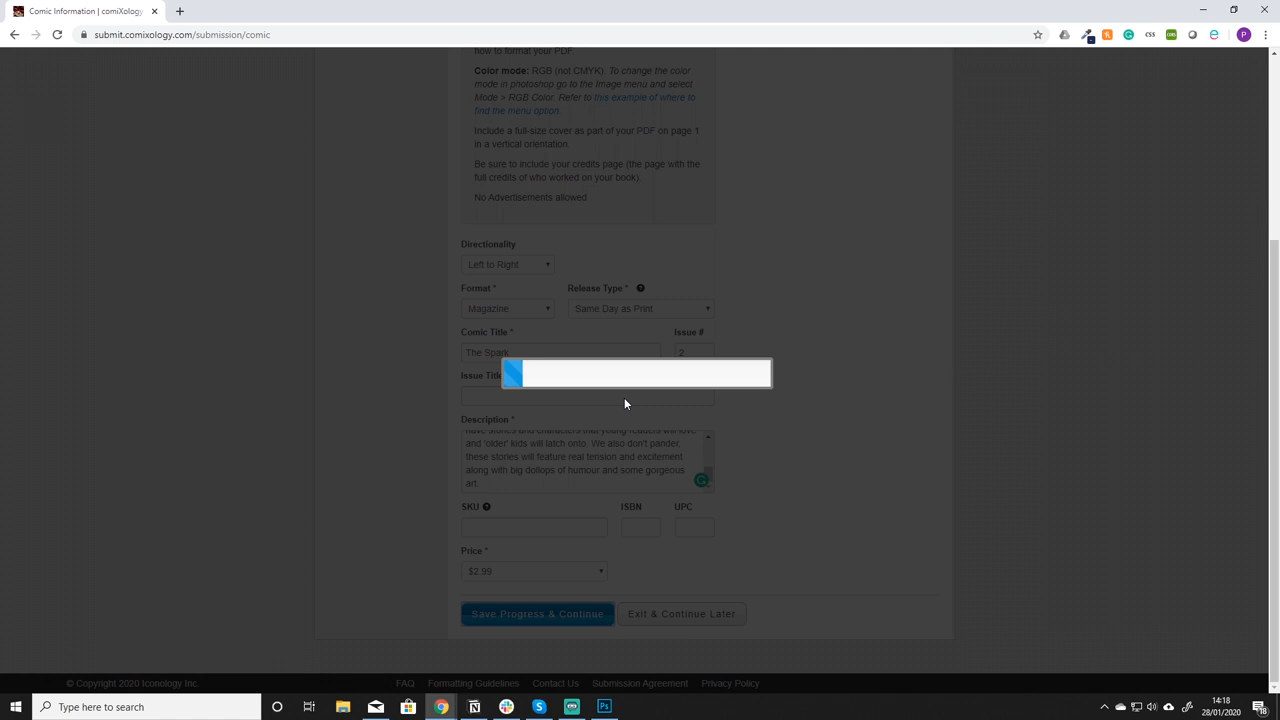 Comic Information | comiXology
submit.comixology.com/submission/comic
how to format your PDF.
Color mode: RGB (not CMYK). To change the color
mode in photoshop go to the Image menu and select
Mode > RGB Color. Refer to this example of where to
find the menu option.
Include a full-size cover as part of your PDF on page 1
in a vertical orientation.
Be sure to include your credits page (the page with the
full credits of who worked on your book).
No Advertisements allowed
Directionality
Left to Right
Format * Release Type *
Magazine Same Day as Print
Comic Title * Issue #
The Spark 2
Issue Title
Description *
have stories and characters that young readers will love
and 'older' kids will latch onto. We also don't pander,
these stories will feature real tension and excitement
along with big dollops of humour and some gorgeous
art.
SKU ISBN UPC
Price *
$2.99
Save Progress & Continue Exit & Continue Later
© Copyright 2020 Iconology Inc. FAQ Formatting Guidelines Contact Us Submission Agreement Privacy Policy
Type here to search
14:18
28/01/2020